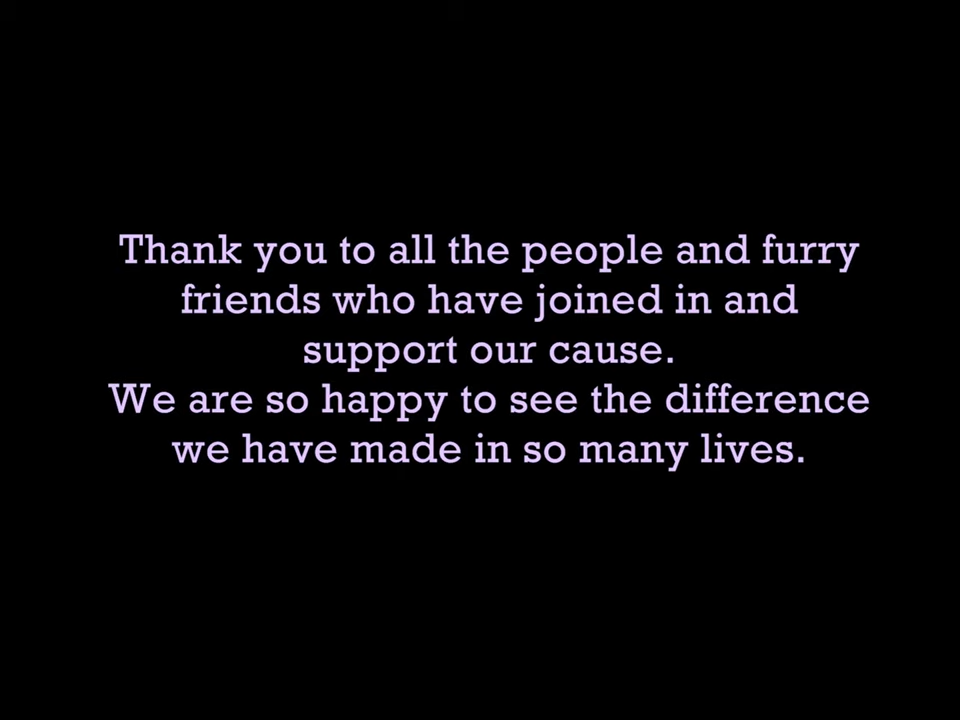 Thank you to all the people and furry
friends who have joined in and
support our cause.
We are so happy to see the difference
we have made in so many lives.